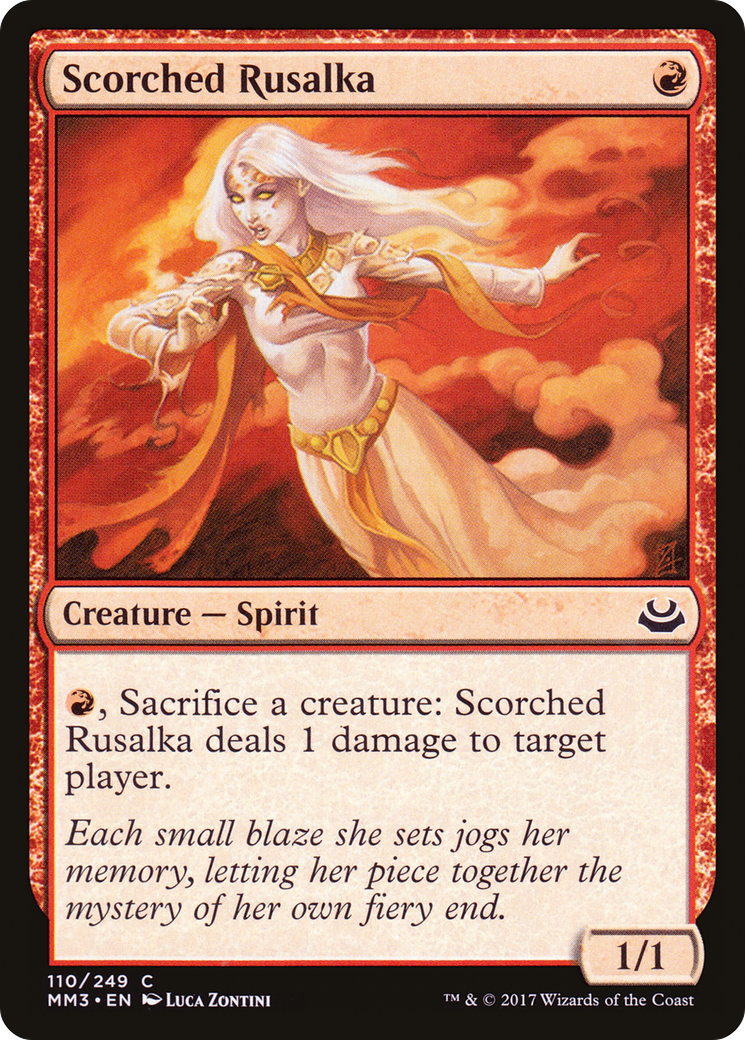 Scorched Rusalka
Creature — Spirit
, Sacrifice a creature: Scorched
Rusalka deals 1 damage to target
player.
Each small blaze she sets jogs her
memory, letting her piece together the
mystery of her own fiery end.
1/1
110/249 C
MM3 • EN Luca Zontini
™ & © 2017 Wizards of the Coast